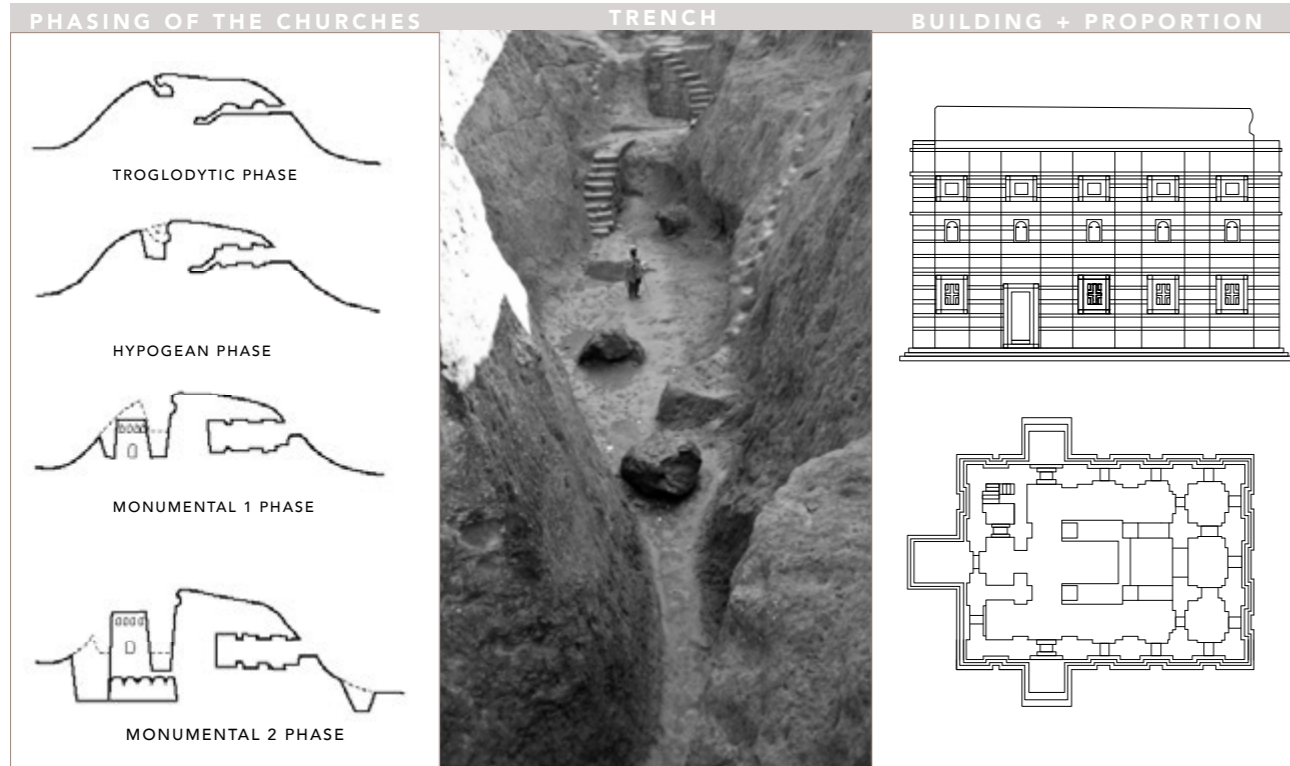 PHASING OF THE CHURCHES
TRENCH
BUILDING + PROPORTION
TROGLODYTIC PHASE
HYPOGEAN PHASE
MONUMENTAL 1 PHASE
MONUMENTAL 2 PHASE